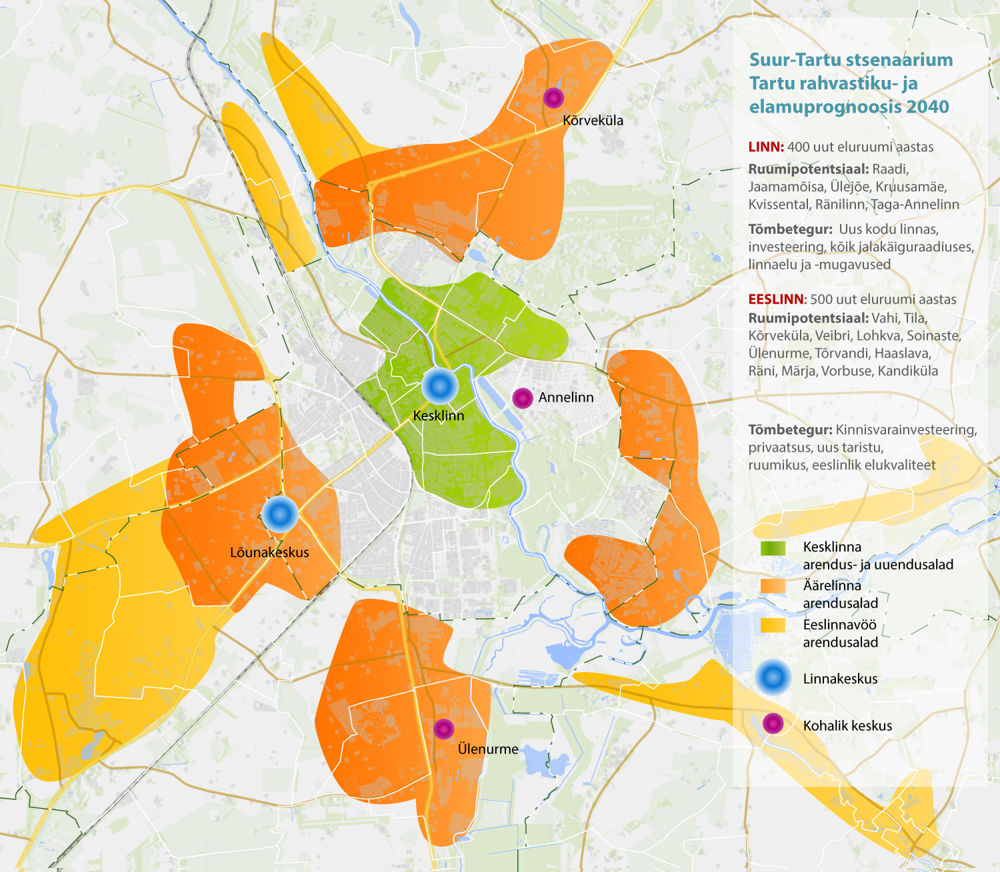 Suur-Tartu stsenaarium
Tartu rahvastiku- ja
elamuprognoosis 2040
LINN: 400 uut eluruumi aastas
Ruumipotentsiaal: Raadi,
Jaamamõisa, Ülejõe, Kruusamäe,
Kvissental, Ränilinn, Taga-Annelinn
Tõmbetegur: Uus kodu linnas,
investeering, kõik jalakäiguraadiuses,
linnaelu ja -mugavused
EESLINN: 500 uut eluruumi aastas
Ruumipotentsiaal: Vahi, Tila,
Kõrveküla, Veibri, Lohkva, Soinaste,
Ülenurme, Tõrvandi, Haaslava,
Räni, Märja, Vorbuse, Kandiküla
Tõmbetegur: Kinnisvarainvesteering,
privaatsus, uus taristu,
ruumikus, eeslinlik elukvaliteet
Kesklinna
arendus- ja uuendusalad
Äärelinna
arendusalad
Eeslinnavöö
arendusalad
Linnakeskus
Kohalik keskus
Kõrveküla
Annelinn
Kesklinn
Lõunakeskus
Ülenurme